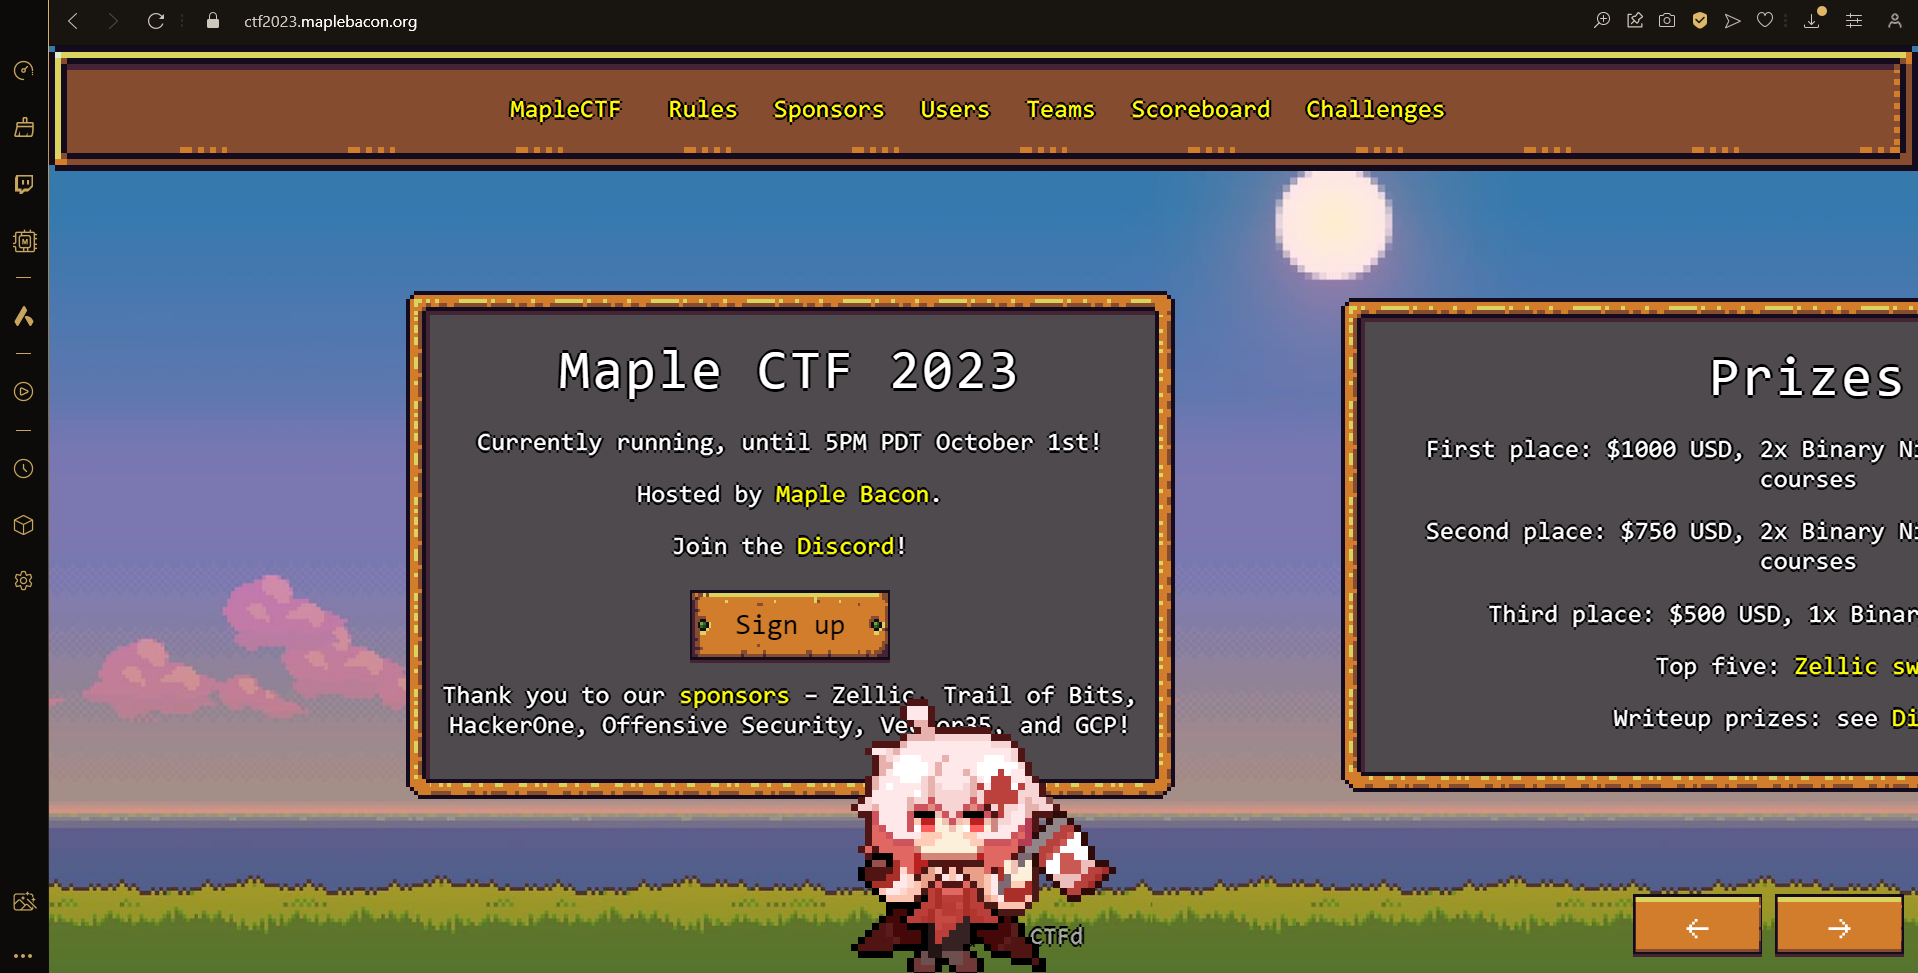 ctf2023.maplebacon.org
MapleCTF Rules Sponsors Users Teams Scoreboard Challenges
Maple CTF 2023
Currently running, until 5PM PDT October 1st!
Hosted by Maple Bacon.
Join the Discord!
Sign up
Thank you to our sponsors – Zellic, Trail of Bits,
HackerOne, Offensive Security, and GCP!
Prizes
First place: $1000 USD, 2x Binary
courses
Second place: $750 USD, 2x Binary
courses
Third place: $500 USD, 1x
Top five: Zellic
Writeup prizes: see
CTFd